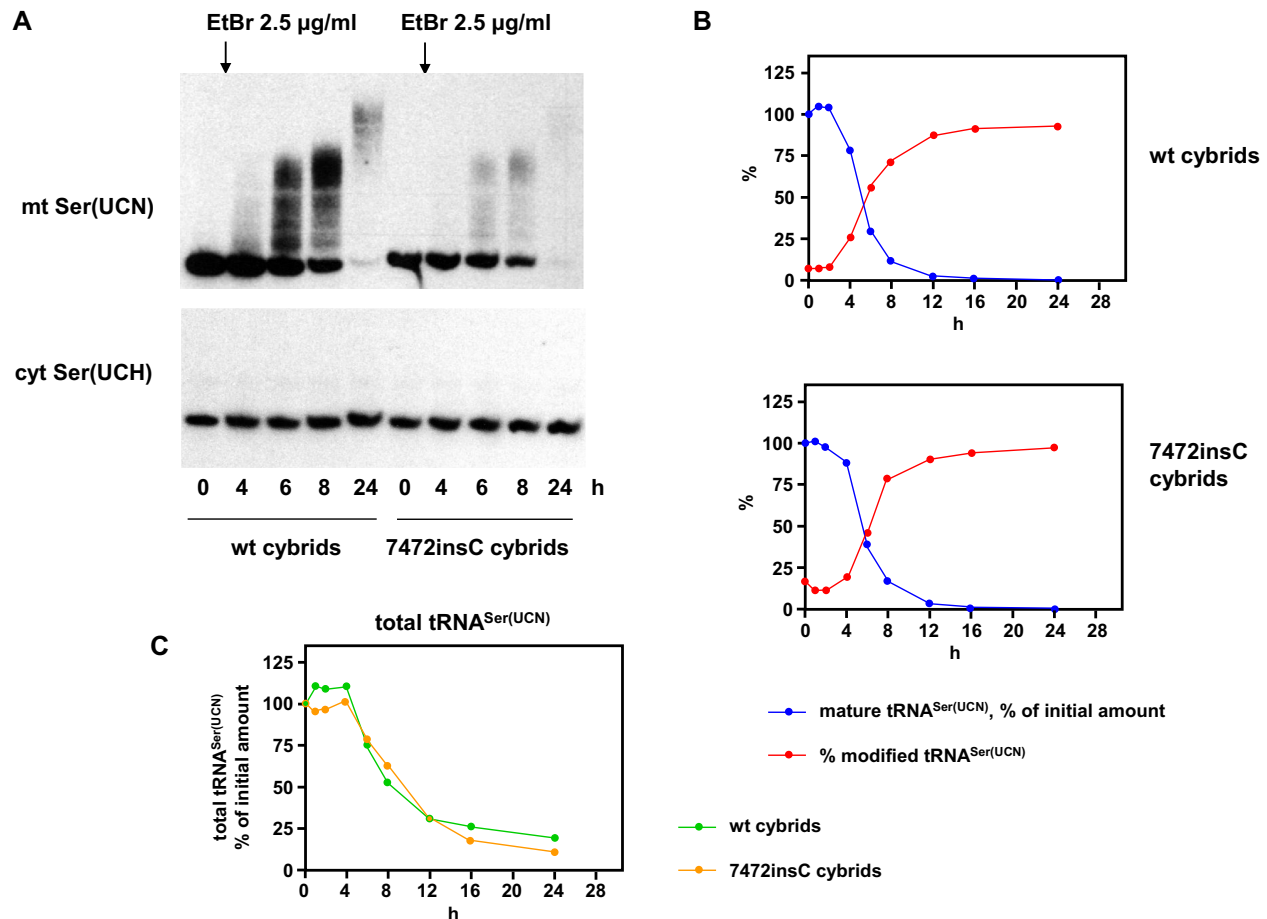 A
EtBr 2.5 µg/ml EtBr 2.5 µg/ml
mt Ser(UCN)
cyt Ser(UCH)
0 4 6 8 24 0 4 6 8 24 h
wt cybrids 7472insC cybrids
B
125
100
75
50
25
0
%
0 4 8 12 16 20 24 28
h
wt cybrids
125
100
75
50
25
0
%
0 4 8 12 16 20 24 28
h
7472insC
cybrids
mature tRNASer(UCN), % of initial amount
% modified tRNASer(UCN)
C
total tRNASer(UCN)
total tRNASer(UCN)
% of initial amount
125
100
75
50
25
0
0 4 8 12 16 20 24 28
h
wt cybrids
7472insC cybrids